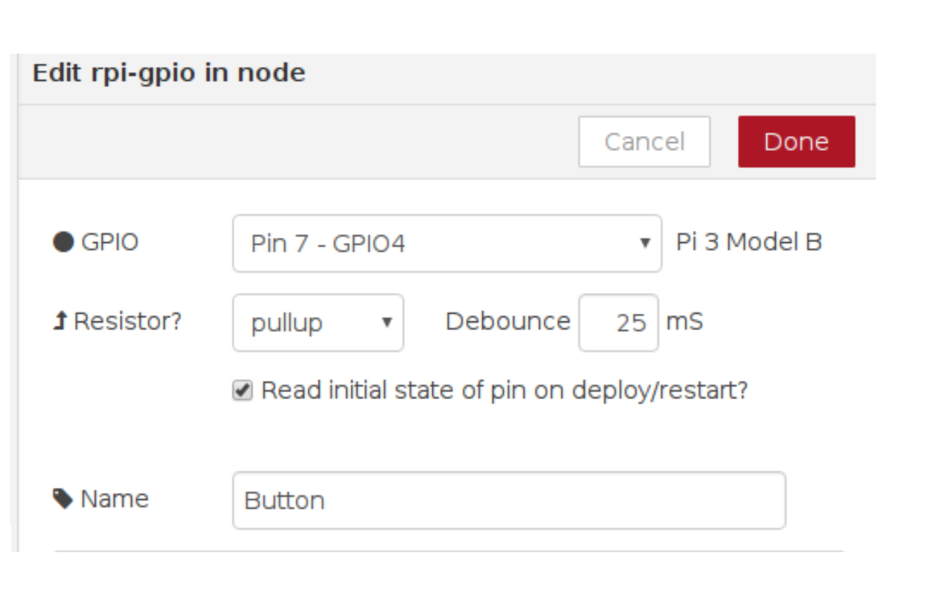 Edit rpi-gpio in node
Cancel Done
GPIO Pin 7 - GPIO4 Pi 3 Model B
Resistor? pullup Debounce 25 mS
Read initial state of pin on deploy/restart?
Name Button